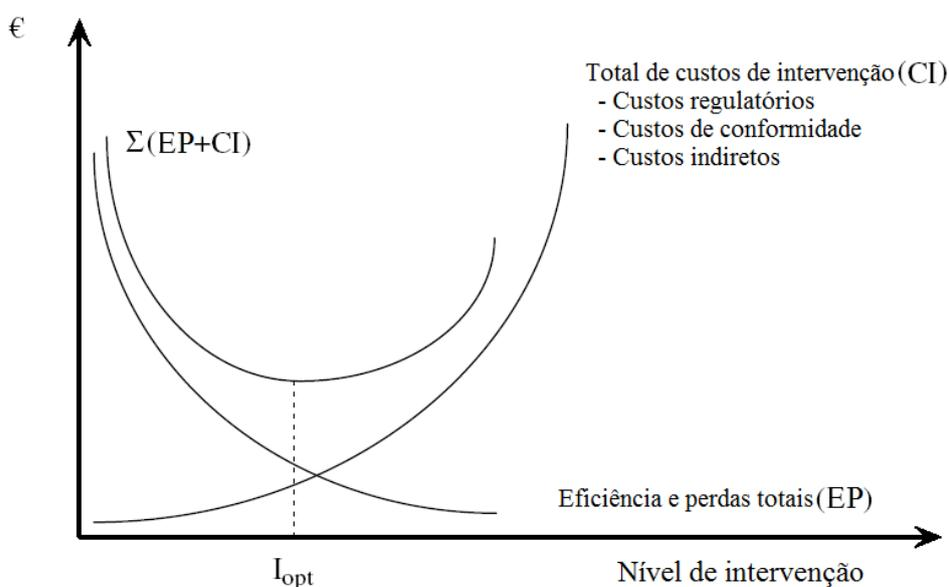 €
Total de custos de intervenção (CI)
- Custos regulatórios
- Custos de conformidade
- Custos indiretos
Σ(EP+CI)
Eficiência e perdas totais (EP)
Iopt
Nível de intervenção